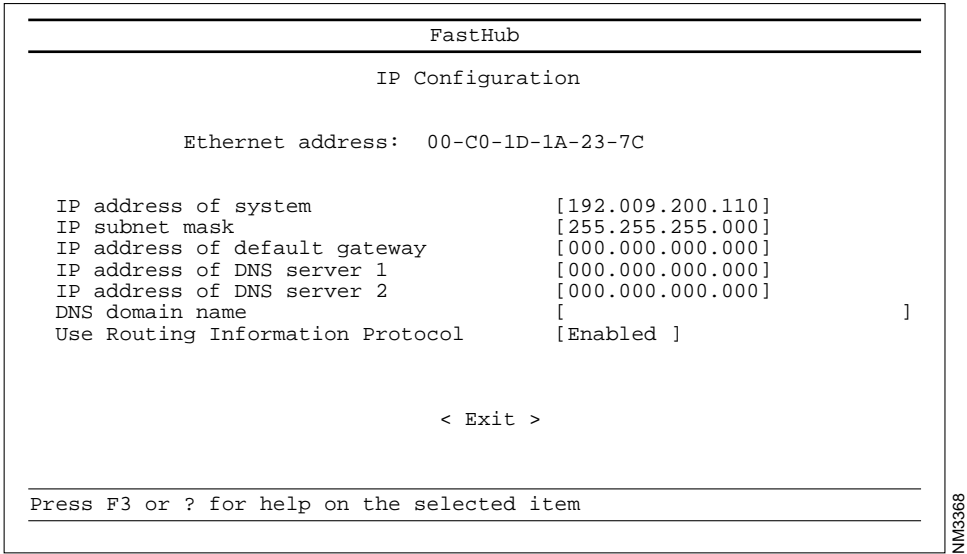 FastHub
IP Configuration
Ethernet address: 00-C0-1D-1A-23-7C
IP address of system [192.009.200.110]
IP subnet mask [255.255.255.000]
IP address of default gateway [000.000.000.000]
IP address of DNS server 1 [000.000.000.000]
IP address of DNS server 2 [000.000.000.000]
DNS domain name [ ]
Use Routing Information Protocol [Enabled ]
< Exit >
Press F3 or ? for help on the selected item
NM3368